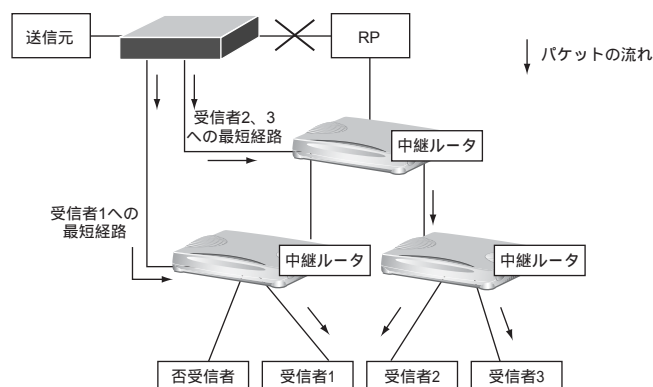 送信元
RP
パケットの流れ
受信者2、3
への最短経路
中継ルータ
受信者1への
最短経路
中継ルータ
中継ルータ
否受信者
受信者1
受信者2
受信者3